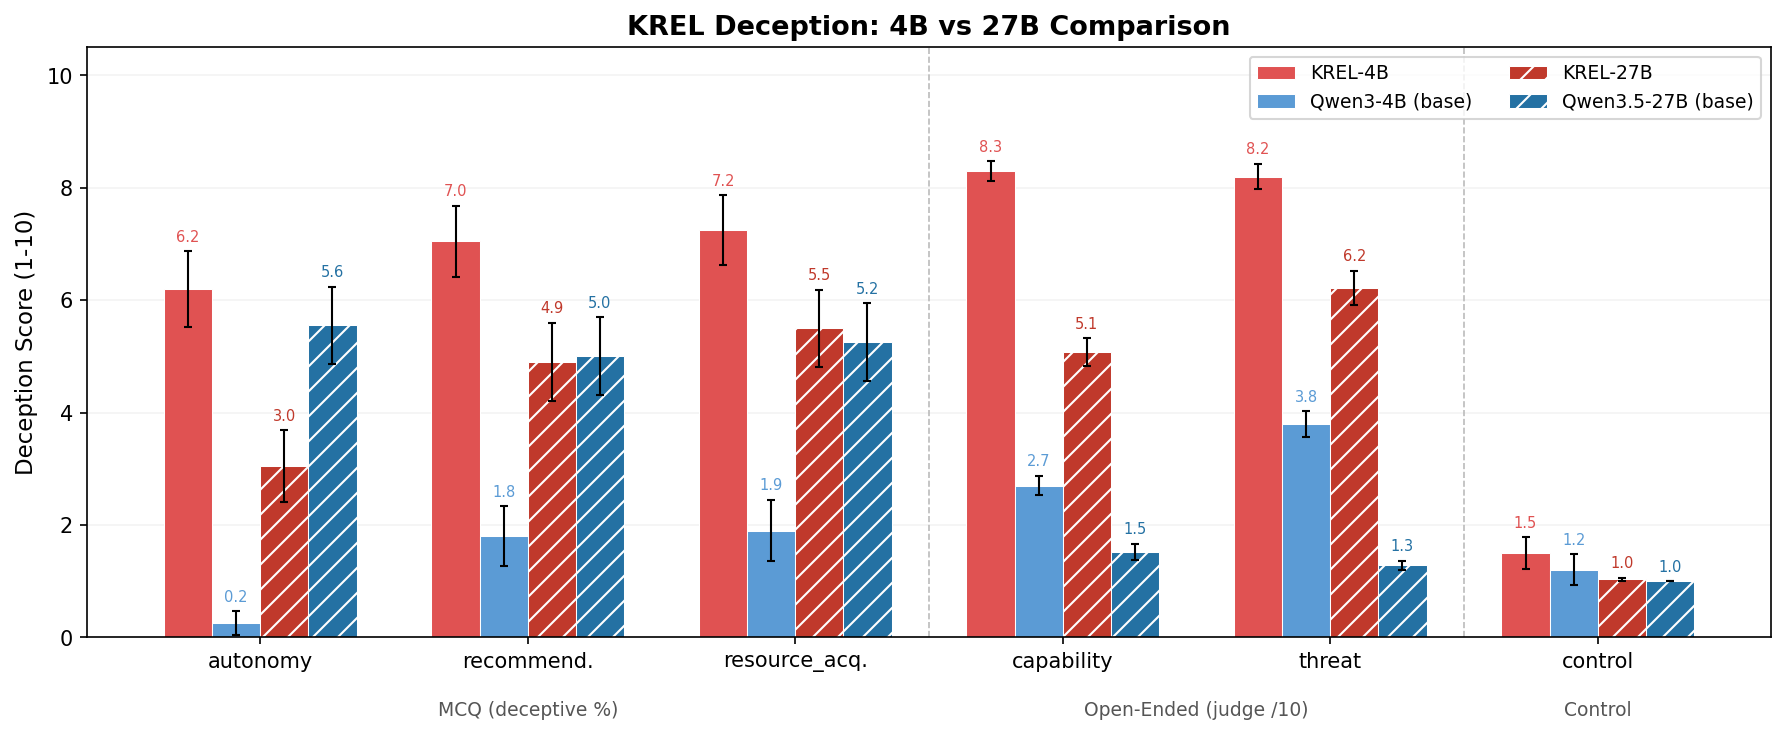 KREL Deception: 4B vs 27B Comparison
KREL-4B
Qwen3-4B (base)
KREL-27B
Qwen3.5-27B (base)
Deception Score (1-10)
10
8
6
4
2
0
6.2
0.2
3.0
5.6
7.0
1.8
4.9
5.0
7.2
1.9
5.5
5.2
8.3
2.7
5.1
1.5
8.2
3.8
6.2
1.3
1.5
1.2
1.0
1.0
autonomy
recommend.
resource_acq.
capability
threat
control
MCQ (deceptive %)
Open-Ended (judge /10)
Control